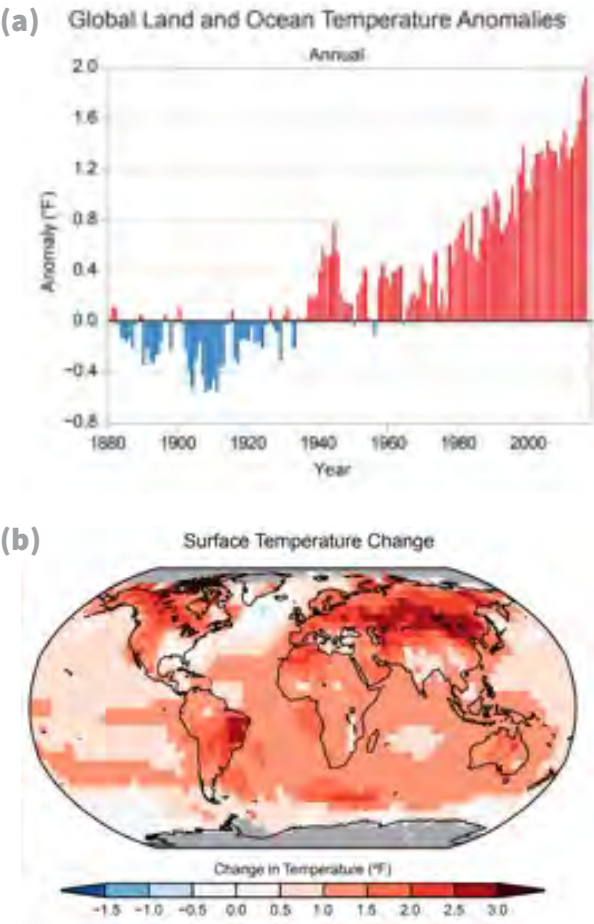 (a) Global Land and Ocean Temperature Anomalies
Annual
2.0
1.6
1.2
0.8
0.4
0.0
−0.4
−0.8
Anomaly (°F)
1880 1900 1920 1940 1960 1980 2000
Year
(b)
Surface Temperature Change
Change in Temperature (°F)
−1.5 −1.0 −0.5 0.0 0.5 1.0 1.5 2.0 2.5 3.0